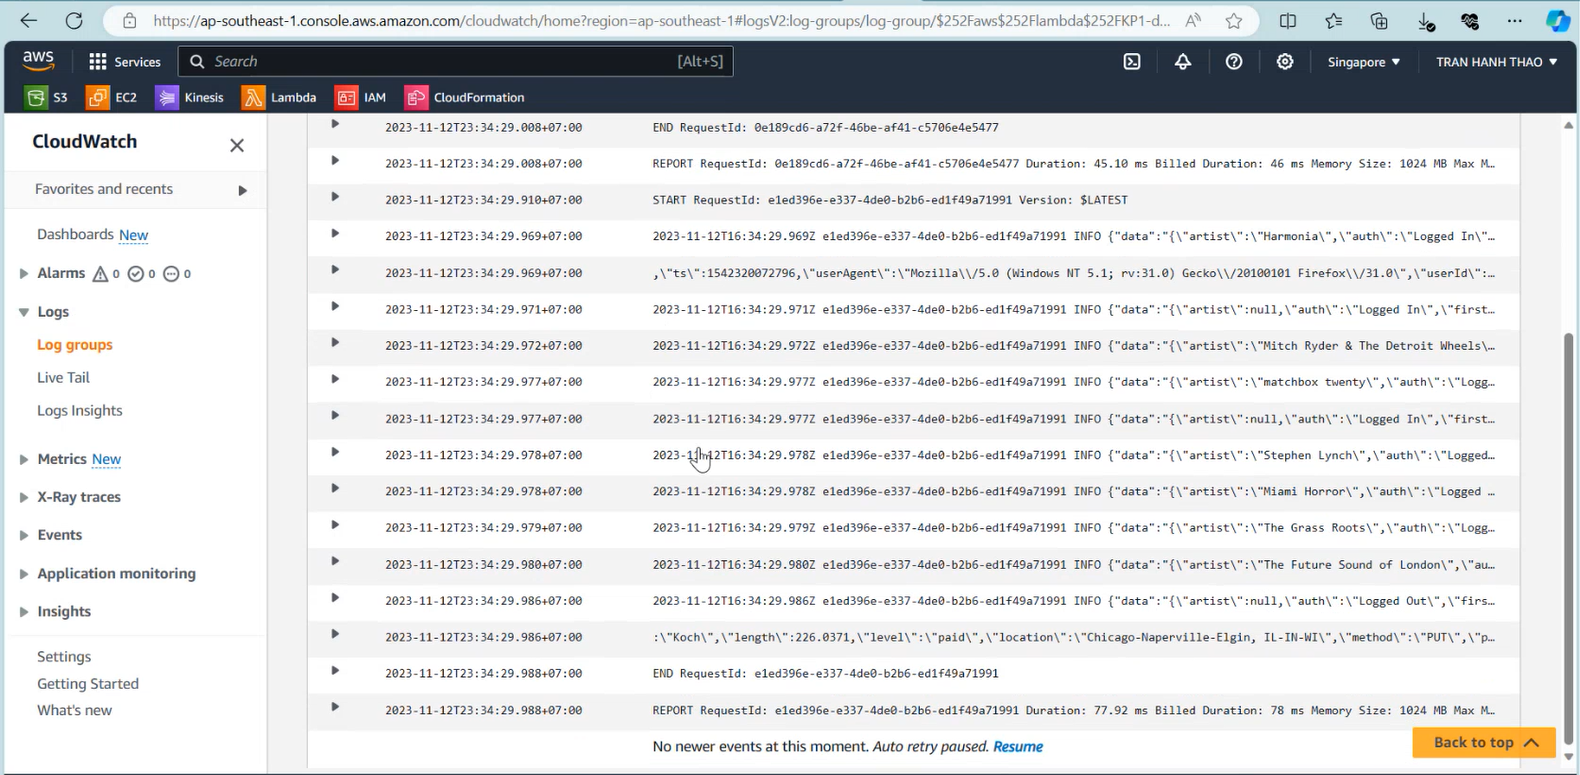 https://ap-southeast-1.console.aws.amazon.com/cloudwatch/home?region=ap-southeast-1#logsV2:log-groups/log-group/$252Faws$252Flambda$252FKP1-d...
aws Services Search [Alt+S] Singapore TRAN HANH THAO
S3 EC2 Kinesis Lambda IAM CloudFormation
CloudWatch
Favorites and recents
Dashboards New
Alarms 0 0 0
Logs
Log groups
Live Tail
Logs Insights
Metrics New
X-Ray traces
Events
Application monitoring
Insights
Settings
Getting Started
What's new
2023-11-12T23:34:29.008+07:00 END RequestId: 0e189cd6-a72f-46be-af41-c5706e4e5477
2023-11-12T23:34:29.008+07:00 REPORT RequestId: 0e189cd6-a72f-46be-af41-c5706e4e5477 Duration: 45.10 ms Billed Duration: 46 ms Memory Size: 1024 MB Max M…
2023-11-12T23:34:29.910+07:00 START RequestId: e1ed396e-e337-4de0-b2b6-ed1f49a71991 Version: $LATEST
2023-11-12T23:34:29.969+07:00 2023-11-12T16:34:29.969Z e1ed396e-e337-4de0-b2b6-ed1f49a71991 INFO {"data":"{\"artist\":\"Harmonia\",\"auth\":\"Logged In\"…
2023-11-12T23:34:29.969+07:00 ,\"ts\":1542320072796,\"userAgent\":\"Mozilla\\/5.0 (Windows NT 5.1; rv:31.0) Gecko\\/20100101 Firefox\\/31.0\",\"userId\":…
2023-11-12T23:34:29.971+07:00 2023-11-12T16:34:29.971Z e1ed396e-e337-4de0-b2b6-ed1f49a71991 INFO {"data":"{\"artist\":null,\"auth\":\"Logged In\",\"first…
2023-11-12T23:34:29.972+07:00 2023-11-12T16:34:29.972Z e1ed396e-e337-4de0-b2b6-ed1f49a71991 INFO {"data":"{\"artist\":\"Mitch Ryder & The Detroit Wheels\…
2023-11-12T23:34:29.977+07:00 2023-11-12T16:34:29.977Z e1ed396e-e337-4de0-b2b6-ed1f49a71991 INFO {"data":"{\"artist\":\"matchbox twenty\",\"auth\":\"Logg…
2023-11-12T23:34:29.977+07:00 2023-11-12T16:34:29.977Z e1ed396e-e337-4de0-b2b6-ed1f49a71991 INFO {"data":"{\"artist\":null,\"auth\":\"Logged In\",\"first…
2023-11-12T23:34:29.978+07:00 2023-11-12T16:34:29.978Z e1ed396e-e337-4de0-b2b6-ed1f49a71991 INFO {"data":"{\"artist\":\"Stephen Lynch\",\"auth\":\"Logged…
2023-11-12T23:34:29.978+07:00 2023-11-12T16:34:29.978Z e1ed396e-e337-4de0-b2b6-ed1f49a71991 INFO {"data":"{\"artist\":\"Miami Horror\",\"auth\":\"Logged …
2023-11-12T23:34:29.979+07:00 2023-11-12T16:34:29.979Z e1ed396e-e337-4de0-b2b6-ed1f49a71991 INFO {"data":"{\"artist\":\"The Grass Roots\",\"auth\":\"Logg…
2023-11-12T23:34:29.980+07:00 2023-11-12T16:34:29.980Z e1ed396e-e337-4de0-b2b6-ed1f49a71991 INFO {"data":"{\"artist\":\"The Future Sound of London\",\"au…
2023-11-12T23:34:29.986+07:00 2023-11-12T16:34:29.986Z e1ed396e-e337-4de0-b2b6-ed1f49a71991 INFO {"data":"{\"artist\":null,\"auth\":\"Logged Out\",\"firs…
2023-11-12T23:34:29.986+07:00 :\"Koch\",\"length\":226.0371,\"level\":\"paid\",\"location\":\"Chicago-Naperville-Elgin, IL-IN-WI\",\"method\":\"PUT\",\"p…
2023-11-12T23:34:29.988+07:00 END RequestId: e1ed396e-e337-4de0-b2b6-ed1f49a71991
2023-11-12T23:34:29.988+07:00 REPORT RequestId: e1ed396e-e337-4de0-b2b6-ed1f49a71991 Duration: 77.92 ms Billed Duration: 78 ms Memory Size: 1024 MB Max M…
No newer events at this moment. Auto retry paused. Resume
Back to top